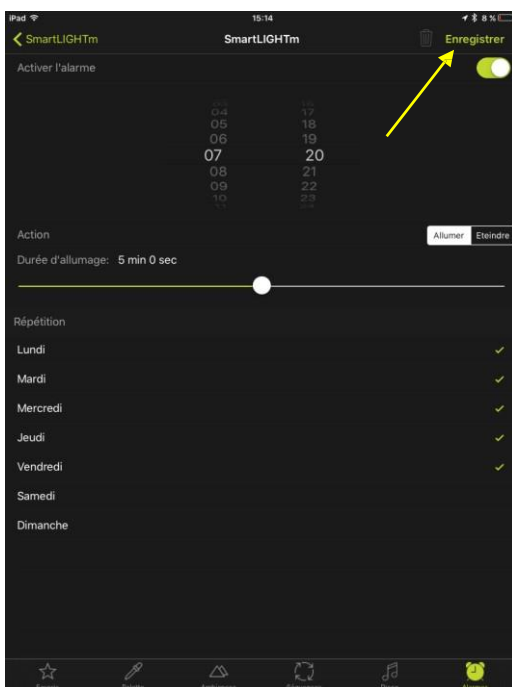 iPad 15:14 8 %
SmartLIGHTm SmartLIGHTm Enregistrer
Activer l'alarme
04 17
05 18
06 19
07 20
08 21
09 22
10 23
Action Allumer Eteindre
Durée d'allumage: 5 min 0 sec
Répétition
Lundi
Mardi
Mercredi
Jeudi
Vendredi
Samedi
Dimanche